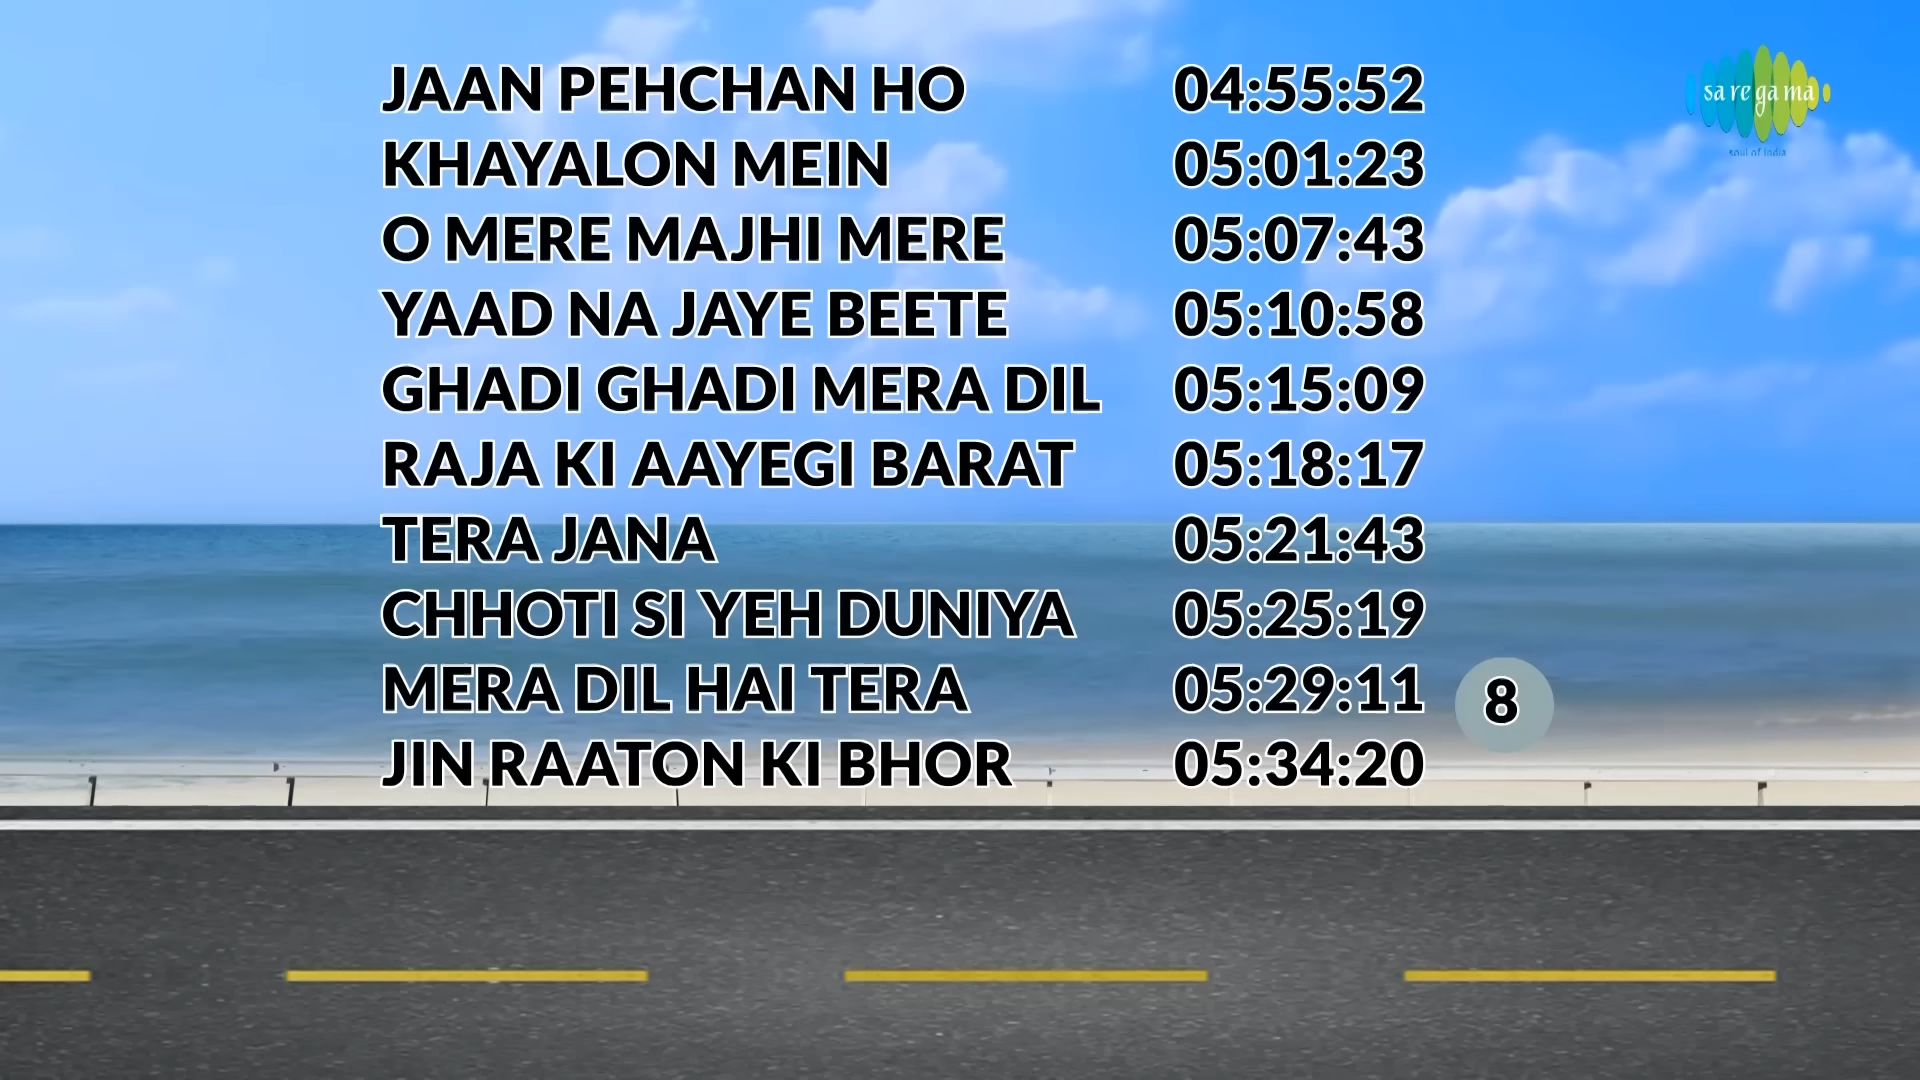 JAAN PEHCHAN HO 04:55:52
KHAYALON MEIN 05:01:23
O MERE MAJHI MERE 05:07:43
YAAD NA JAYE BEETE 05:10:58
GHADI GHADI MERA DIL 05:15:09
RAJA KI AAYEGI BARAT 05:18:17
TERA JANA 05:21:43
CHHOTI SI YEH DUNIYA 05:25:19
MERA DIL HAI TERA 05:29:11
8
JIN RAATON KI BHOR 05:34:20
sa re ga ma
soul of india